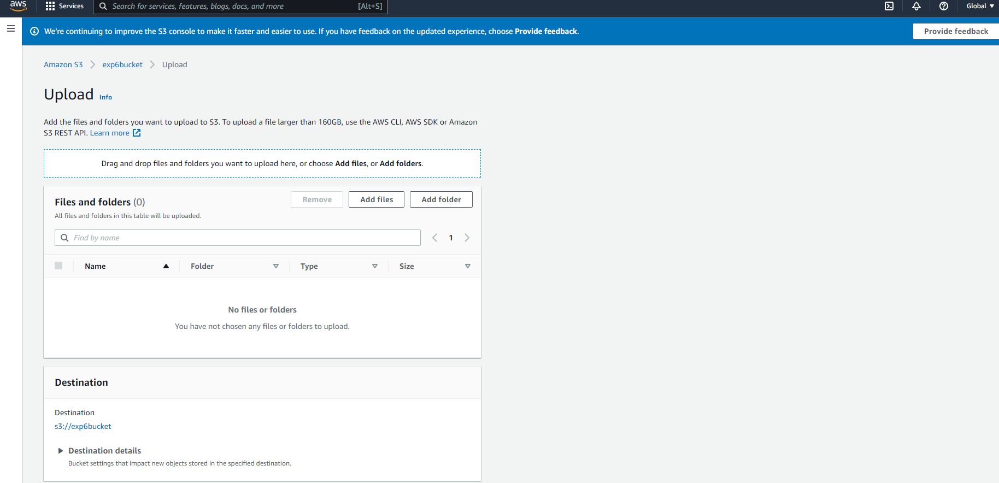 aws
Services
Search for services, features, blogs, docs, and more
[Alt+S]
Global
We're continuing to improve the S3 console to make it faster and easier to use. If you have feedback on the updated experience, choose Provide feedback.
Provide feedback
Amazon S3 > exp6bucket > Upload
Upload Info
Add the files and folders you want to upload to S3. To upload a file larger than 160GB, use the AWS CLI, AWS SDK or Amazon
S3 REST API. Learn more
Drag and drop files and folders you want to upload here, or choose Add files, or Add folders.
Files and folders (0)
Remove
Add files
Add folder
All files and folders in this table will be uploaded.
Find by name
1
Name Folder Type Size
No files or folders
You have not chosen any files or folders to upload.
Destination
Destination
s3://exp6bucket
Destination details
Bucket settings that impact new objects stored in the specified destination.